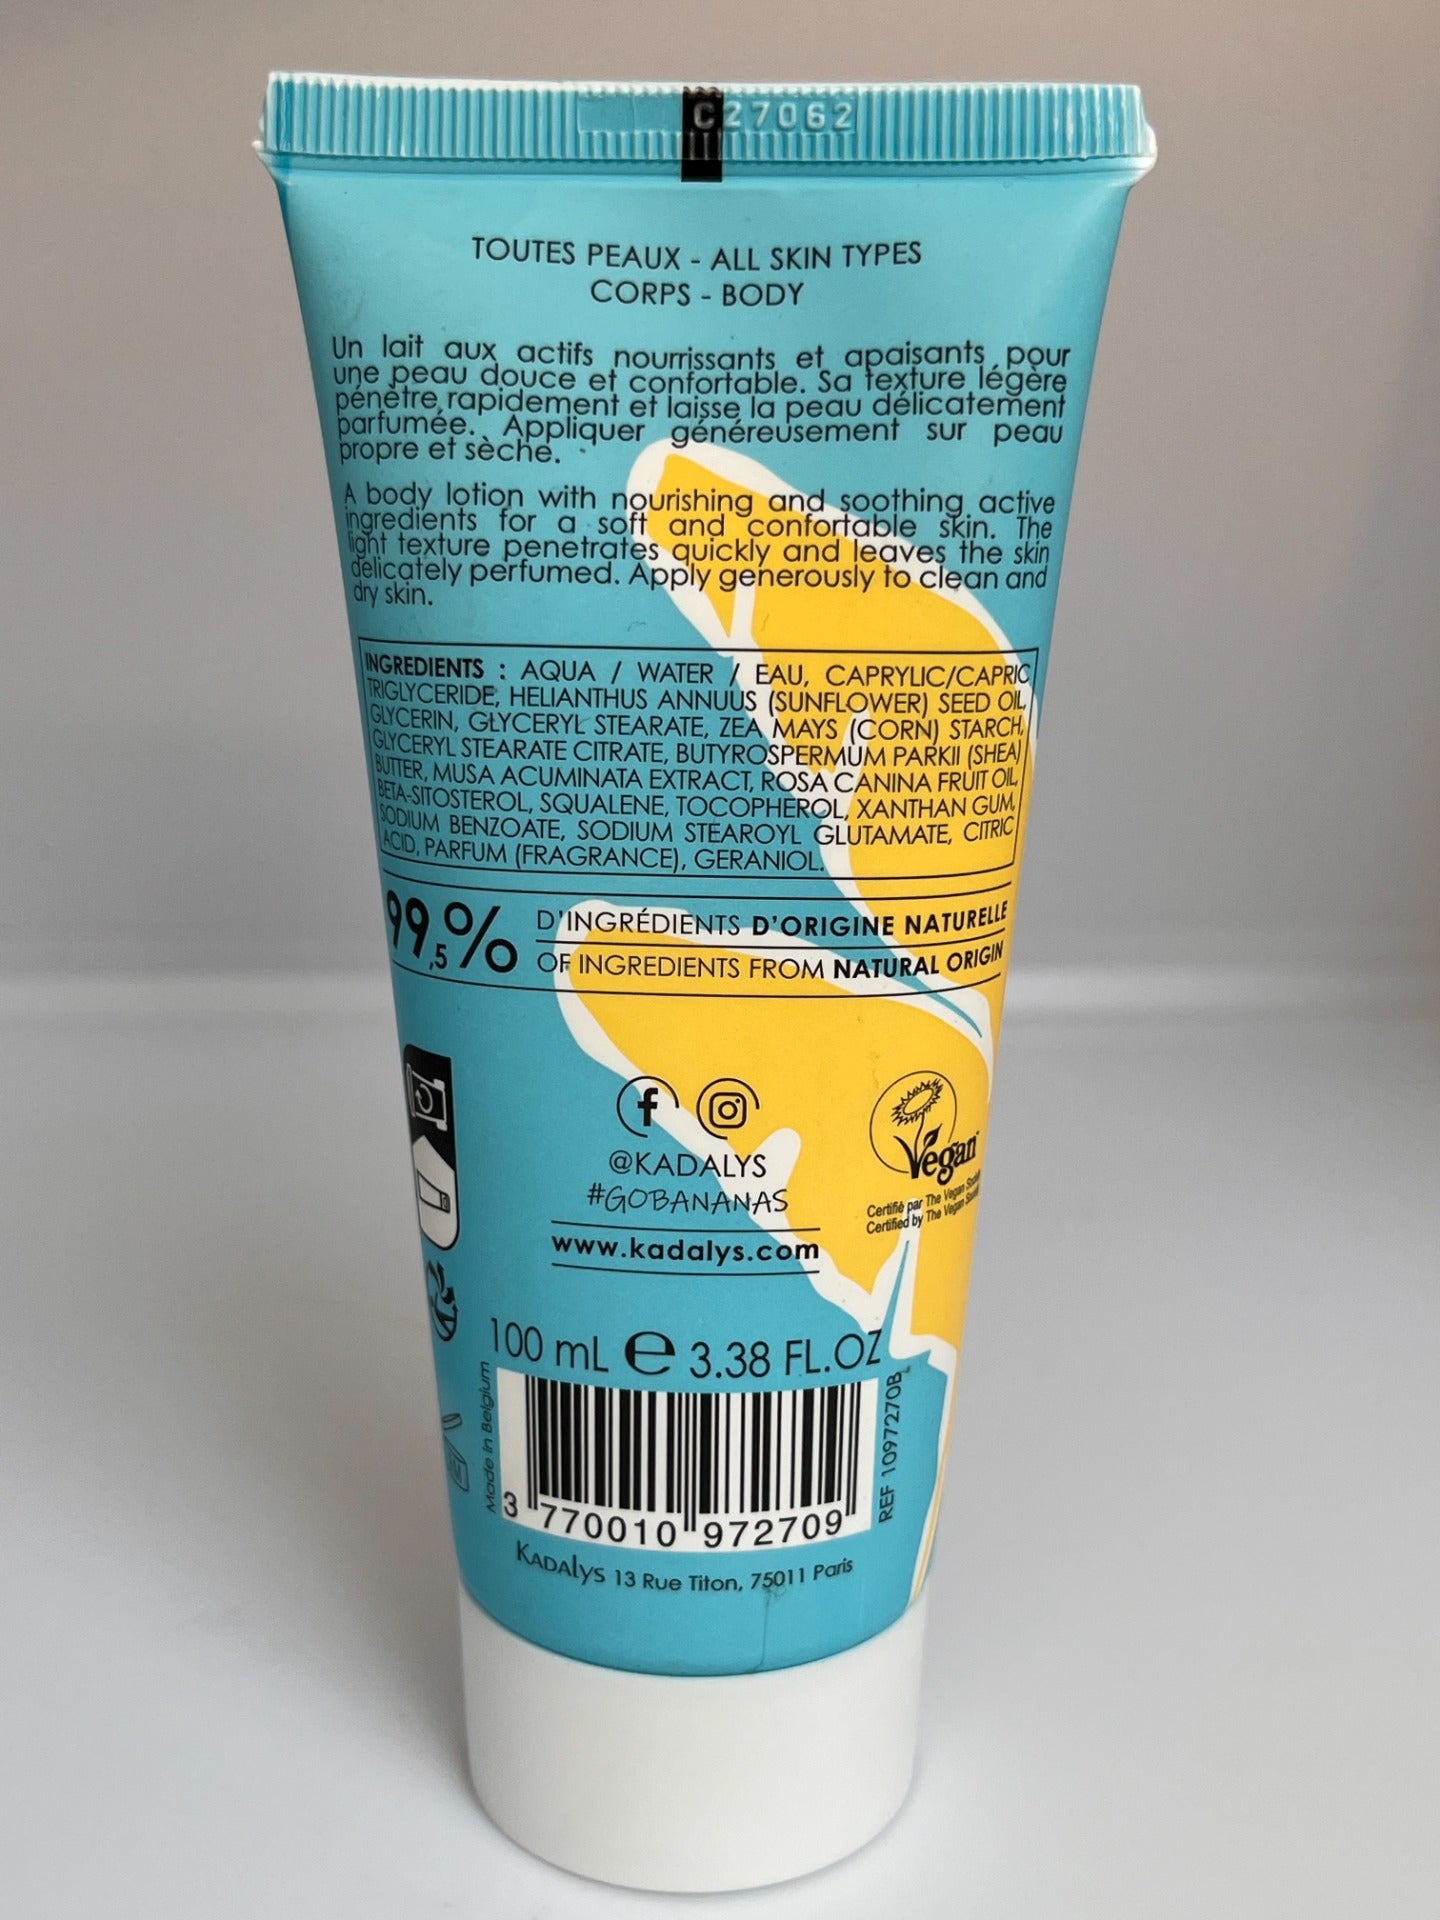 C27062
TOUTES PEAUX - ALL SKIN TYPES
CORPS - BODY
Un lait aux actifs nourrissants et apaisants pour
une peau douce et confortable. Sa texture légère
pénètre rapidement et laisse la peau délicatement
parfumée. Appliquer généreusement sur peau
propre et sèche.
A body lotion with nourishing and soothing active
ingredients for a soft and confortable skin. The
light texture penetrates quickly and leaves the skin
delicately perfumed. Apply generously to clean and
dry skin.
INGREDIENTS : AQUA / WATER / EAU, CAPRYLIC/CAPRIC
TRIGLYCERIDE, HELIANTHUS ANNUUS (SUNFLOWER) SEED OIL,
GLYCERIN, GLYCERYL STEARATE, ZEA MAYS (CORN) STARCH,
GLYCERYL STEARATE CITRATE, BUTYROSPERMUM PARKII (SHEA)
BUTTER, MUSA ACUMINATA EXTRACT, ROSA CANINA FRUIT OIL,
BETA-SITOSTEROL, SQUALENE, TOCOPHEROL, XANTHAN GUM,
SODIUM BENZOATE, SODIUM STEAROYL GLUTAMATE, CITRIC
ACID, PARFUM (FRAGRANCE), GERANIOL.
99,5% D'INGRÉDIENTS D'ORIGINE NATURELLE
OF INGREDIENTS FROM NATURAL ORIGIN
@KADALYS
#GOBANANAS
www.kadalys.com
Vegan
Certifié par The Vegan
Certified by The Vegan
100 mL e 3.38 FL.OZ
Made in Belgium
REF 1097270B
3 770010 972709
KADALYS 13 Rue Titon, 75011 Paris